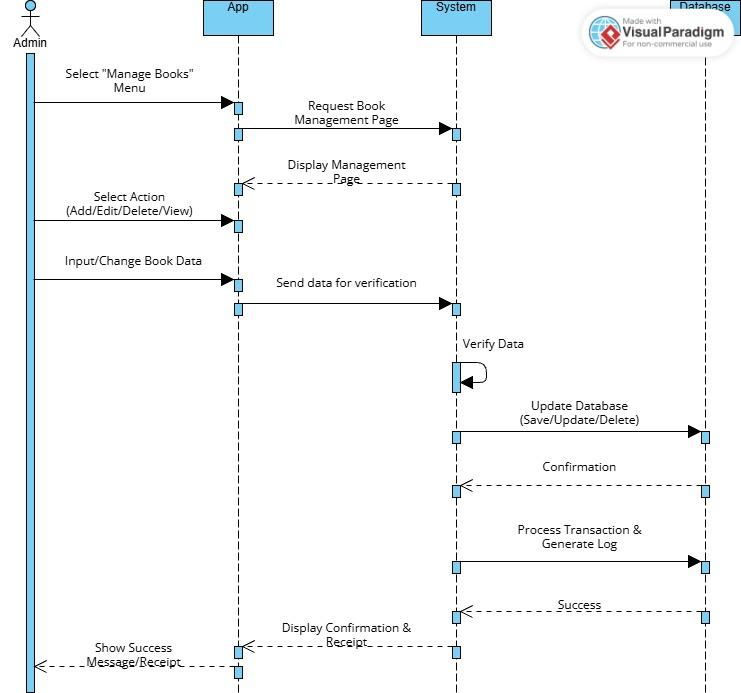 App
System
Database
Made with
VisualParadigm
For non-commercial use
Admin
Select "Manage Books"
Menu
Request Book
Management Page
Display Management
Page
Select Action
(Add/Edit/Delete/View)
Input/Change Book Data
Send data for verification
Verify Data
Update Database
(Save/Update/Delete)
Confirmation
Process Transaction &
Generate Log
Success
Display Confirmation &
Receipt
Show Success
Message/Receipt